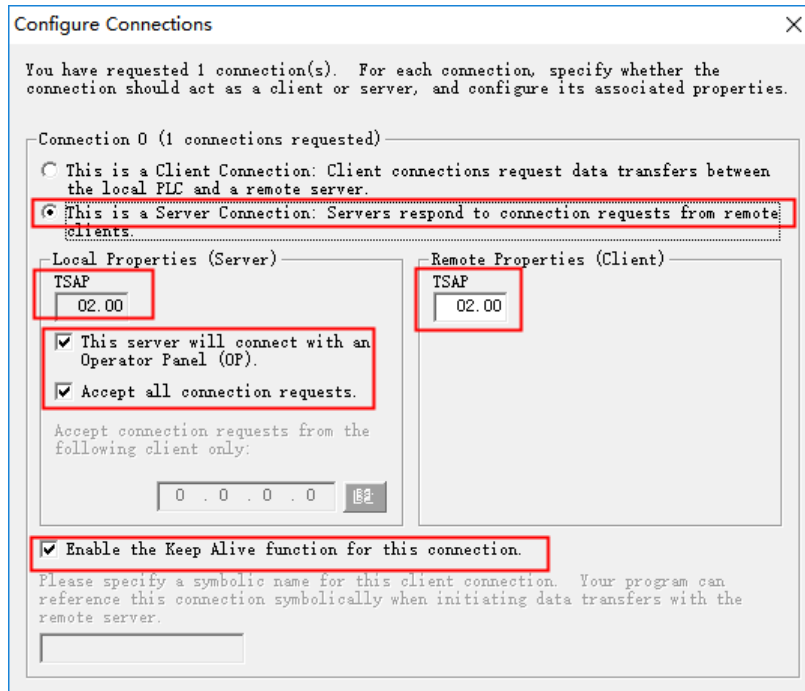 Configure Connections
You have requested 1 connection(s). For each connection, specify whether the
connection should act as a client or server, and configure its associated properties.
Connection 0 (1 connections requested)
This is a Client Connection: Client connections request data transfers between
the local PLC and a remote server.
This is a Server Connection: Servers respond to connection requests from remote
clients.
Local Properties (Server)
TSAP
02.00
This server will connect with an
Operator Panel (OP).
Accept all connection requests.
Accept connection requests from the
following client only:
0 . 0 . 0 . 0
Remote Properties (Client)
TSAP
02.00
Enable the Keep Alive function for this connection.
Please specify a symbolic name for this client connection. Your program can
reference this connection symbolically when initiating data transfers with the
remote server.